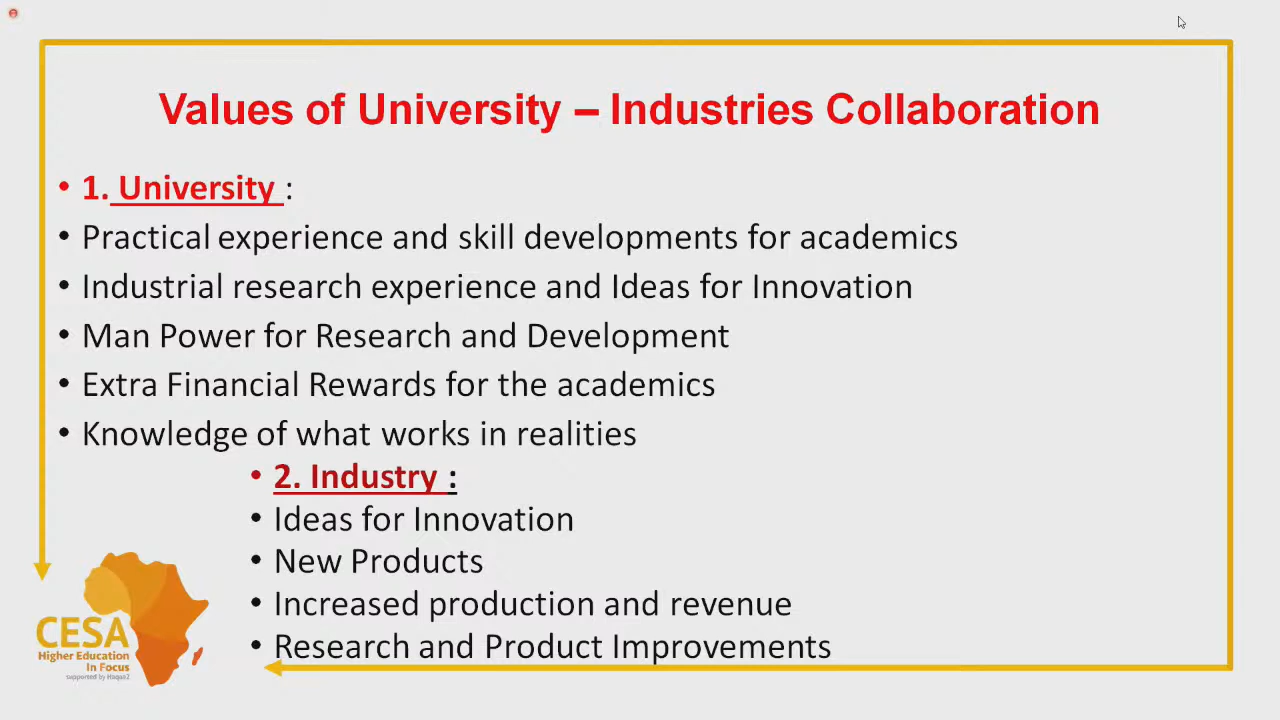 Values of University – Industries Collaboration
• 1. University :
• Practical experience and skill developments for academics
• Industrial research experience and Ideas for Innovation
• Man Power for Research and Development
• Extra Financial Rewards for the academics
• Knowledge of what works in realities
• 2. Industry :
• Ideas for Innovation
• New Products
• Increased production and revenue
• Research and Product Improvements
CESA
Higher Education
In Focus
supported by Haqaa2